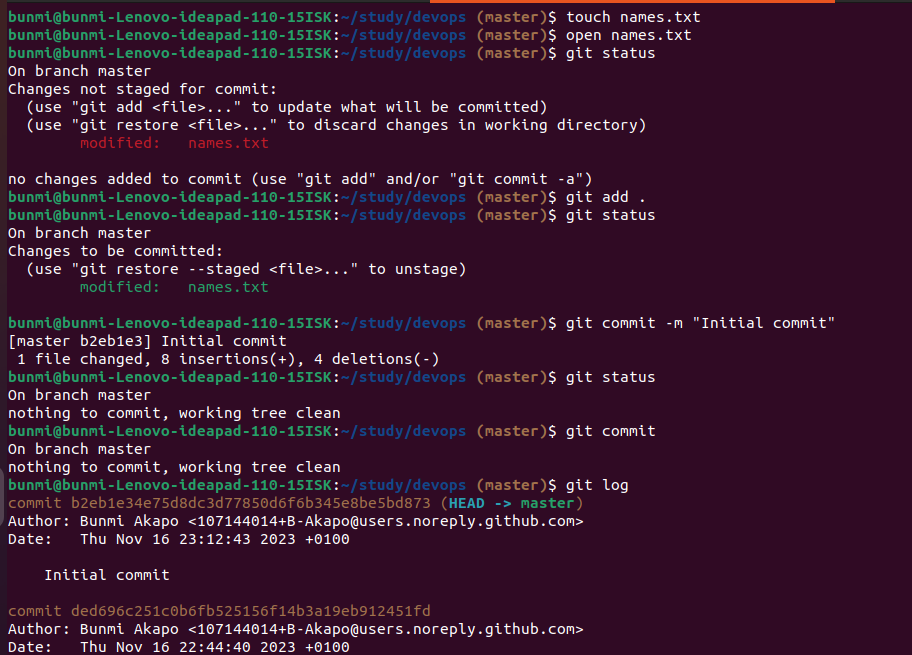 bunmi@bunmi-Lenovo-ideapad-110-15ISK:~/study/devops (master)$ touch names.txt
bunmi@bunmi-Lenovo-ideapad-110-15ISK:~/study/devops (master)$ open names.txt
bunmi@bunmi-Lenovo-ideapad-110-15ISK:~/study/devops (master)$ git status
On branch master
Changes not staged for commit:
  (use "git add <file>..." to update what will be committed)
  (use "git restore <file>..." to discard changes in working directory)
        modified:   names.txt

no changes added to commit (use "git add" and/or "git commit -a")
bunmi@bunmi-Lenovo-ideapad-110-15ISK:~/study/devops (master)$ git add .
bunmi@bunmi-Lenovo-ideapad-110-15ISK:~/study/devops (master)$ git status
On branch master
Changes to be committed:
  (use "git restore --staged <file>..." to unstage)
        modified:   names.txt

bunmi@bunmi-Lenovo-ideapad-110-15ISK:~/study/devops (master)$ git commit -m "Initial commit"
[master b2eb1e3] Initial commit
 1 file changed, 8 insertions(+), 4 deletions(-)
bunmi@bunmi-Lenovo-ideapad-110-15ISK:~/study/devops (master)$ git status
On branch master
nothing to commit, working tree clean
bunmi@bunmi-Lenovo-ideapad-110-15ISK:~/study/devops (master)$ git commit
On branch master
nothing to commit, working tree clean
bunmi@bunmi-Lenovo-ideapad-110-15ISK:~/study/devops (master)$ git log
commit b2eb1e34e75d8dc3d77850d6f6b345e8be5bd873 (HEAD -> master)
Author: Bunmi Akapo <107144014+B-Akapo@users.noreply.github.com>
Date:   Thu Nov 16 23:12:43 2023 +0100

    Initial commit

commit ded696c251c0b6fb525156f14b3a19eb912451fd
Author: Bunmi Akapo <107144014+B-Akapo@users.noreply.github.com>
Date:   Thu Nov 16 22:44:40 2023 +0100